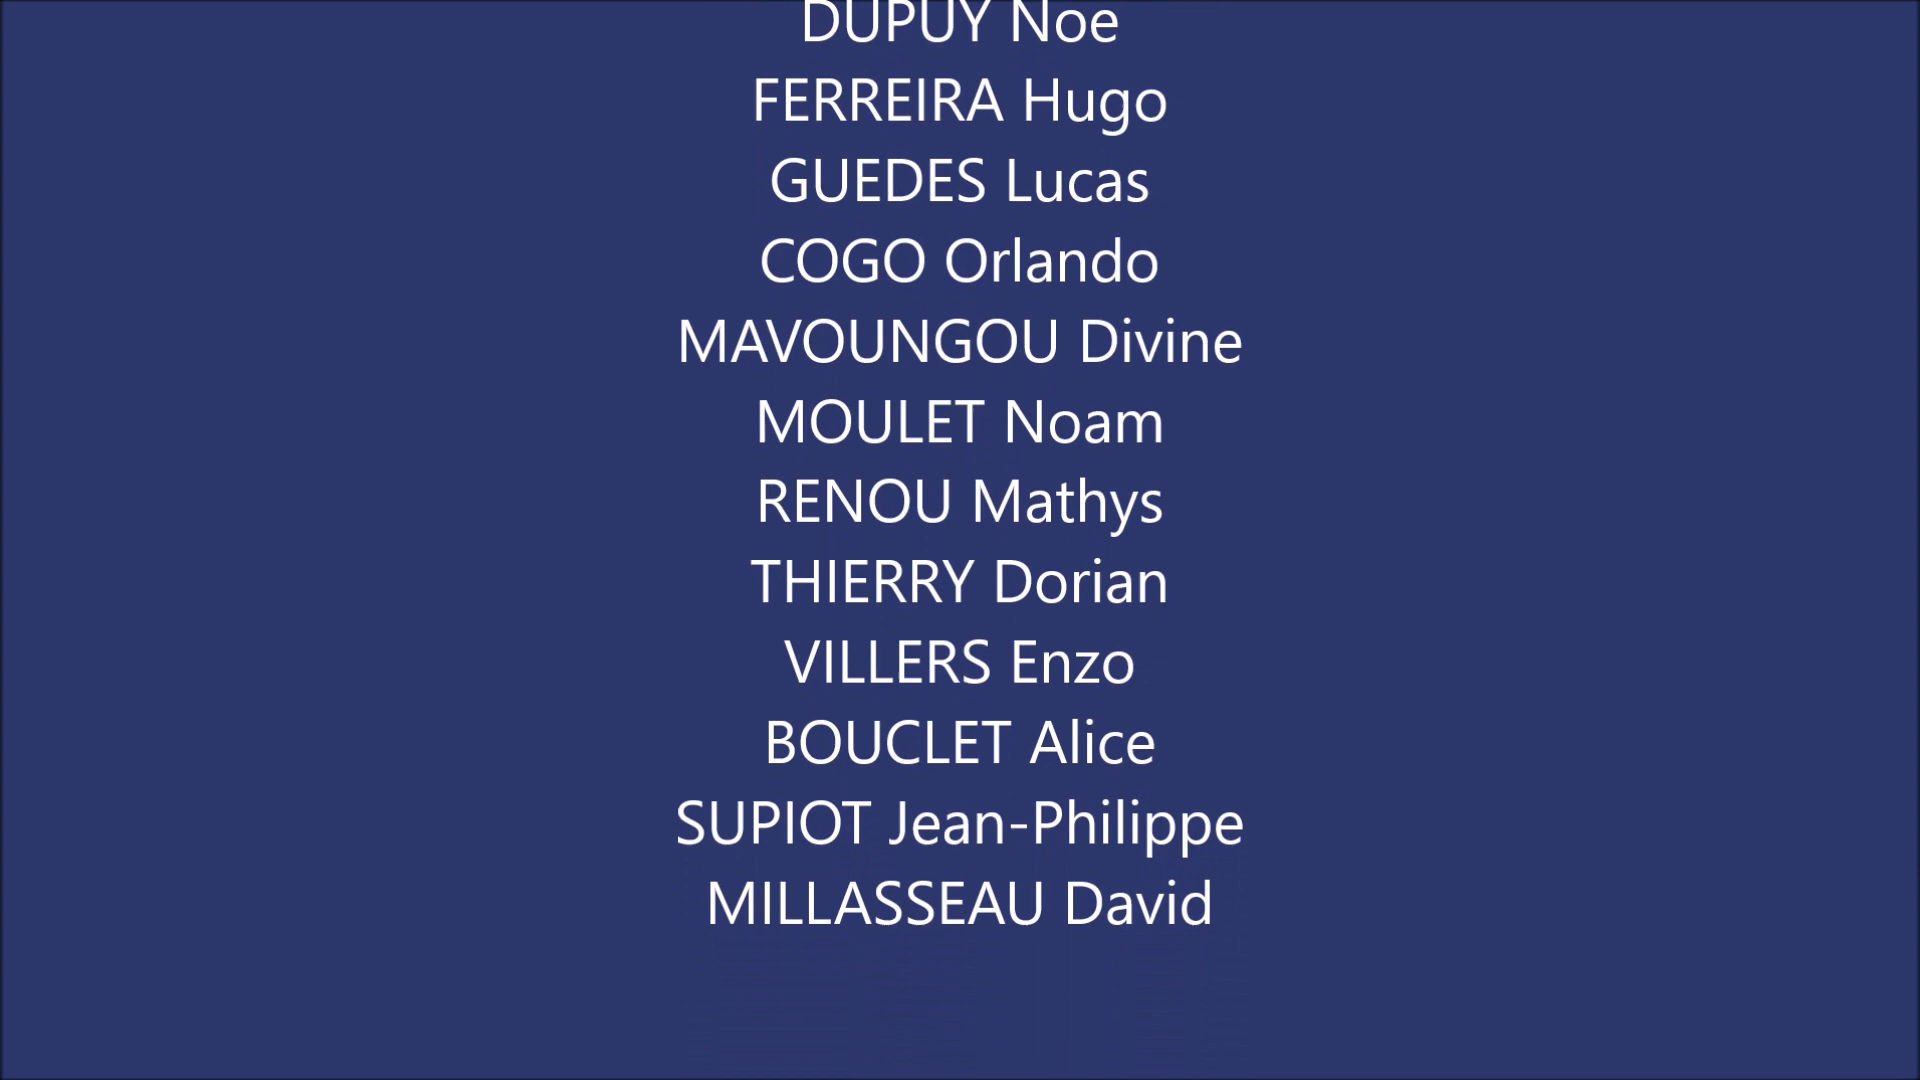 DUPUY Noe
FERREIRA Hugo
GUEDES Lucas
COGO Orlando
MAVOUNGOU Divine
MOULET Noam
RENOU Mathys
THIERRY Dorian
VILLERS Enzo
BOUCLET Alice
SUPIOT Jean-Philippe
MILLASSEAU David